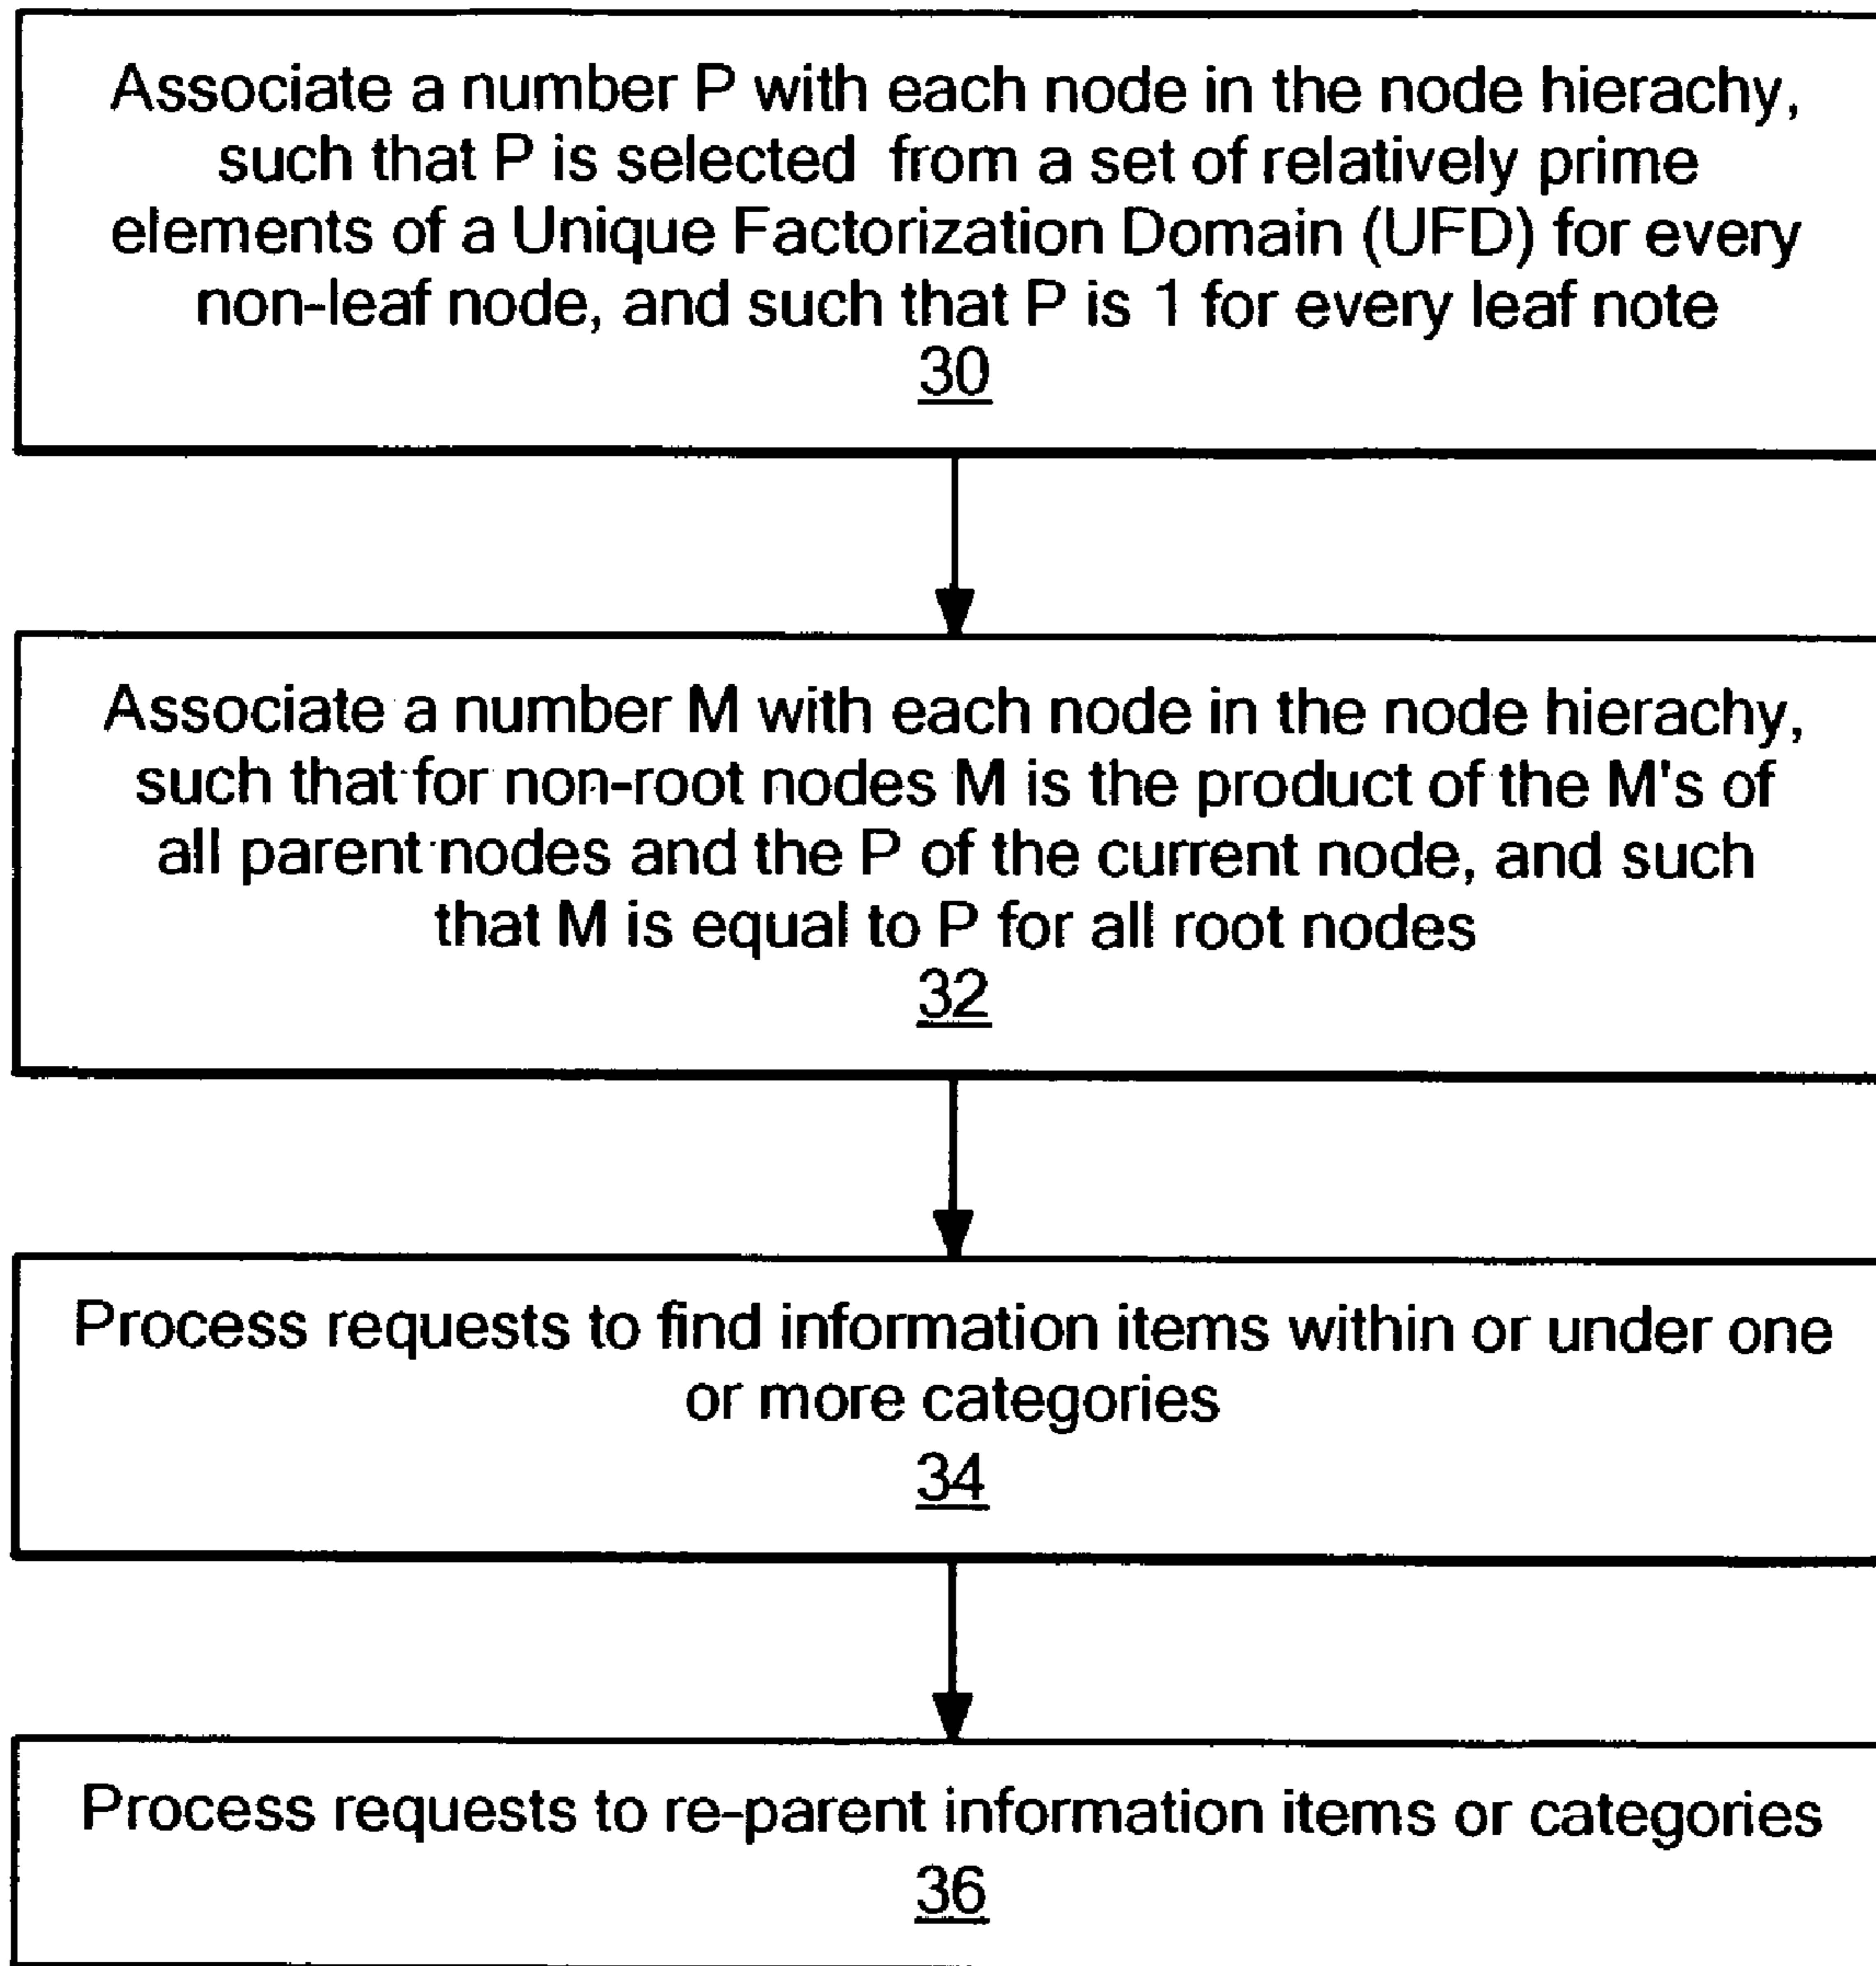 Associate a number P with each node in the node hierachy,
such that P is selected from a set of relatively prime
elements of a Unique Factorization Domain (UFD) for every
non-leaf node, and such that P is 1 for every leaf note
30
Associate a number M with each node in the node hierachy,
such that for non-root nodes M is the product of the M's of
all parent nodes and the P of the current node, and such
that M is equal to P for all root nodes
32
Process requests to find information items within or under one
or more categories
34
Process requests to re-parent information items or categories
36